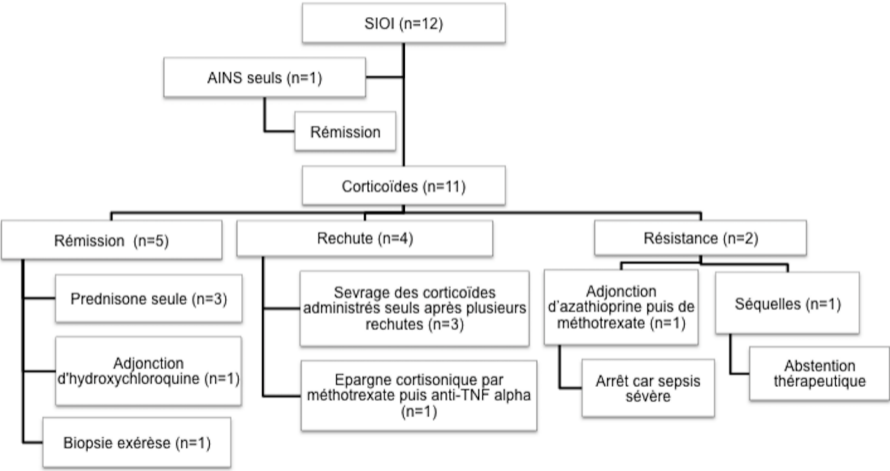 SIOI (n=12)
AINS seuls (n=1)
Rémission
Corticoïdes (n=11)
Rémission (n=5)
Prednisone seule (n=3)
Adjonction
d'hydroxychloroquine (n=1)
Biopsie exérèse (n=1)
Rechute (n=4)
Sevrage des corticoïdes
administrés seuls après plusieurs
rechutes (n=3)
Epargne cortisonique par
méthotrexate puis anti-TNF alpha
(n=1)
Résistance (n=2)
Adjonction
d'azathioprine puis de
méthotrexate (n=1)
Arrêt car sepsis
sévère
Séquelles (n=1)
Abstention
thérapeutique